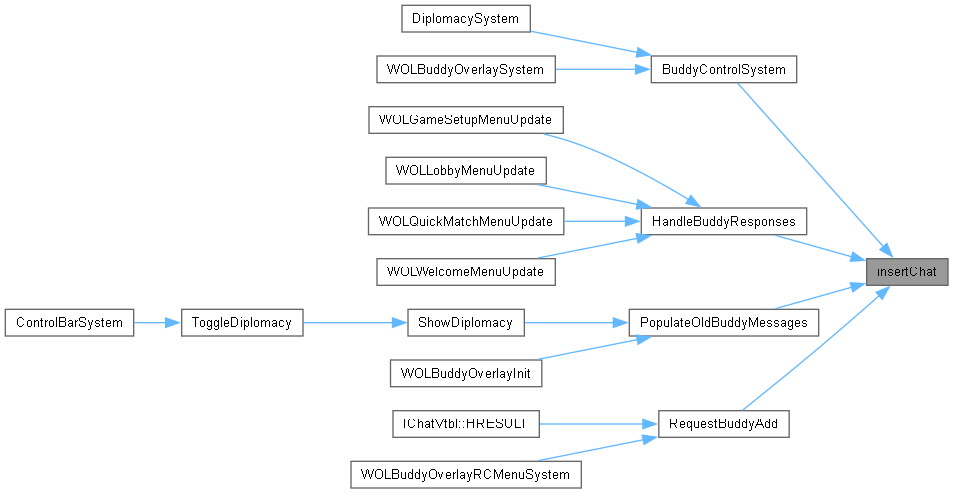 DiplomacySystem
WOLBuddyOverlaySystem
BuddyControlSystem
WOLGameSetupMenuUpdate
WOLLobbyMenuUpdate
WOLQuickMatchMenuUpdate
HandleBuddyResponses
WOLWelcomeMenuUpdate
insertChat
ControlBarSystem
ToggleDiplomacy
ShowDiplomacy
PopulateOldBuddyMessages
WOLBuddyOverlayInit
IChatVtbl::HRESULT
RequestBuddyAdd
WOLBuddyOverlayRCMenuSystem